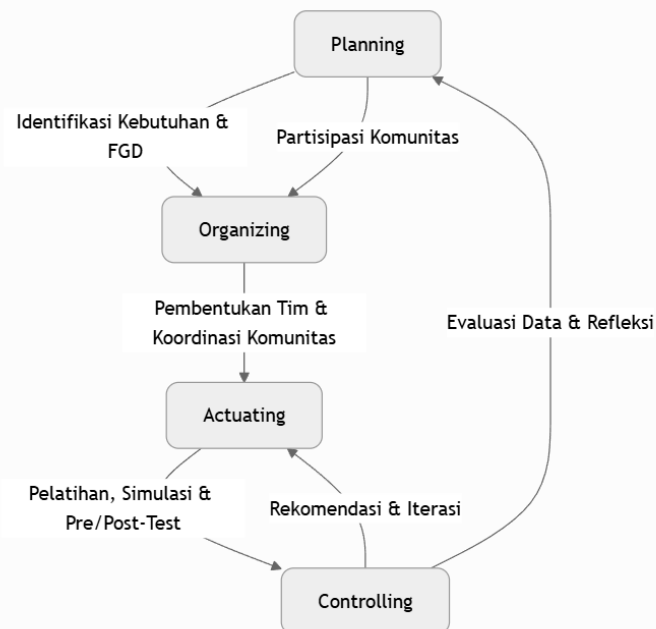 Planning
Identifikasi Kebutuhan &
FGD
Partisipasi Komunitas
Organizing
Pembentukan Tim &
Koordinasi Komunitas
Evaluasi Data & Refleksi
Actuating
Pelatihan, Simulasi &
Pre/Post-Test
Rekomendasi & Iterasi
Controlling